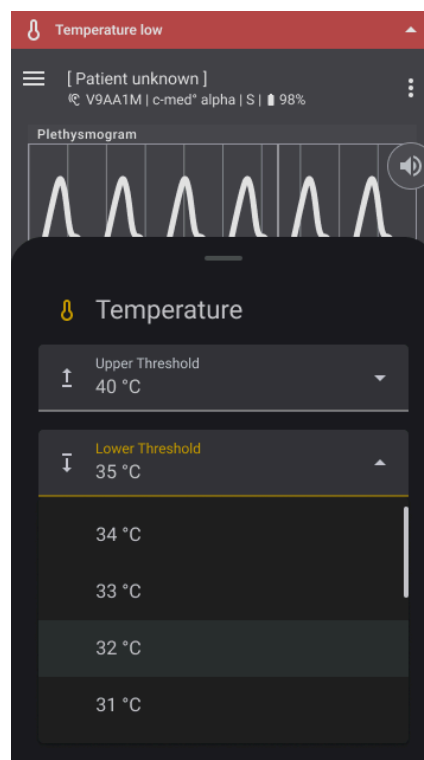 Temperature low
[ Patient unknown ]
V9AA1M | c-med° alpha | S | 98%
Plethysmogram
Temperature
Upper Threshold
40 °C
Lower Threshold
35 °C
34 °C
33 °C
32 °C
31 °C